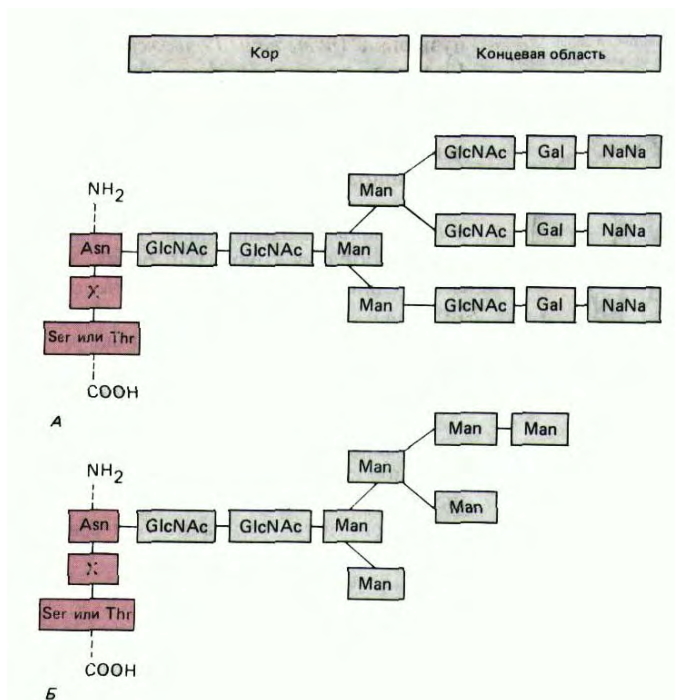 Кор Концевая область
GlcNAc Gal NaNa
Man
NH2
GlcNAc Gal NaNa
Asn GlcNAc GlcNAc Man
X
Man GlcNAc Gal NaNa
Ser или Thr
COOH
А
Man Man
NH2
Man
Man
Asn GlcNAc GlcNAc Man
X
Man
Ser или Thr
COOH
Б